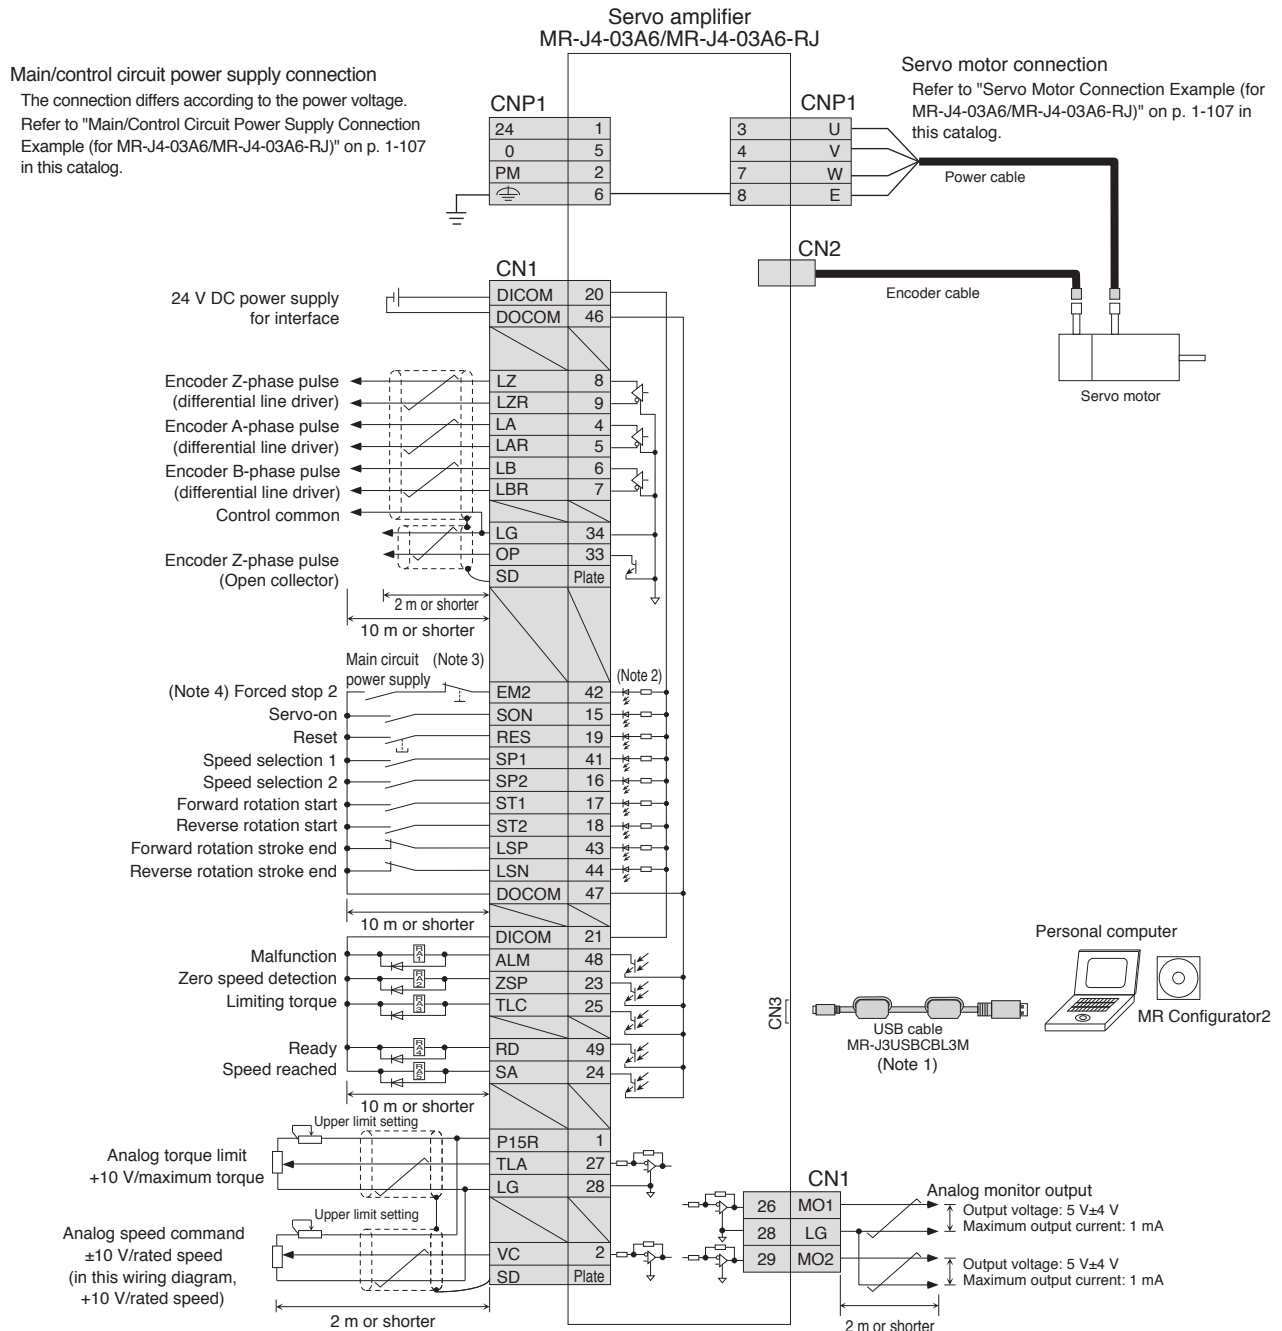 Servo amplifier
MR-J4-03A6/MR-J4-03A6-RJ
Main/control circuit power supply connection
The connection differs according to the power voltage.
Refer to "Main/Control Circuit Power Supply Connection
Example (for MR-J4-03A6/MR-J4-03A6-RJ)" on p. 1-107
in this catalog.
Servo motor connection
Refer to "Servo Motor Connection Example (for
MR-J4-03A6/MR-J4-03A6-RJ)" on p. 1-107 in
this catalog.
CNP1
24 1
0 5
PM 2
6
CNP1
3 U
4 V
7 W
8 E
Power cable
CN2
Encoder cable
Servo motor
CN1
24 V DC power supply
for interface
DICOM 20
DOCOM 46
Encoder Z-phase pulse
(differential line driver)
LZ 8
LZR 9
Encoder A-phase pulse
(differential line driver)
LA 4
LAR 5
Encoder B-phase pulse
(differential line driver)
LB 6
LBR 7
Control common
LG 34
Encoder Z-phase pulse
(Open collector)
OP 33
SD Plate
2 m or shorter
10 m or shorter
Main circuit
power supply
(Note 3)
(Note 2)
(Note 4) Forced stop 2 EM2 42
Servo-on SON 15
Reset RES 19
Speed selection 1 SP1 41
Speed selection 2 SP2 16
Forward rotation start ST1 17
Reverse rotation start ST2 18
Forward rotation stroke end LSP 43
Reverse rotation stroke end LSN 44
DOCOM 47
10 m or shorter
DICOM 21
Malfunction RA1 ALM 48
Zero speed detection RA2 ZSP 23
Limiting torque RA3 TLC 25
Ready RA4 RD 49
Speed reached RA5 SA 24
10 m or shorter
CN3
USB cable
MR-J3USBCBL3M
(Note 1)
Personal computer
MR Configurator2
Upper limit setting
Analog torque limit
+10 V/maximum torque
P15R 1
TLA 27
LG 28
Upper limit setting
Analog speed command
±10 V/rated speed
(in this wiring diagram,
+10 V/rated speed)
VC 2
SD Plate
2 m or shorter
CN1
26 MO1
28 LG
29 MO2
Analog monitor output
Output voltage: 5 V±4 V
Maximum output current: 1 mA
Output voltage: 5 V±4 V
Maximum output current: 1 mA
2 m or shorter